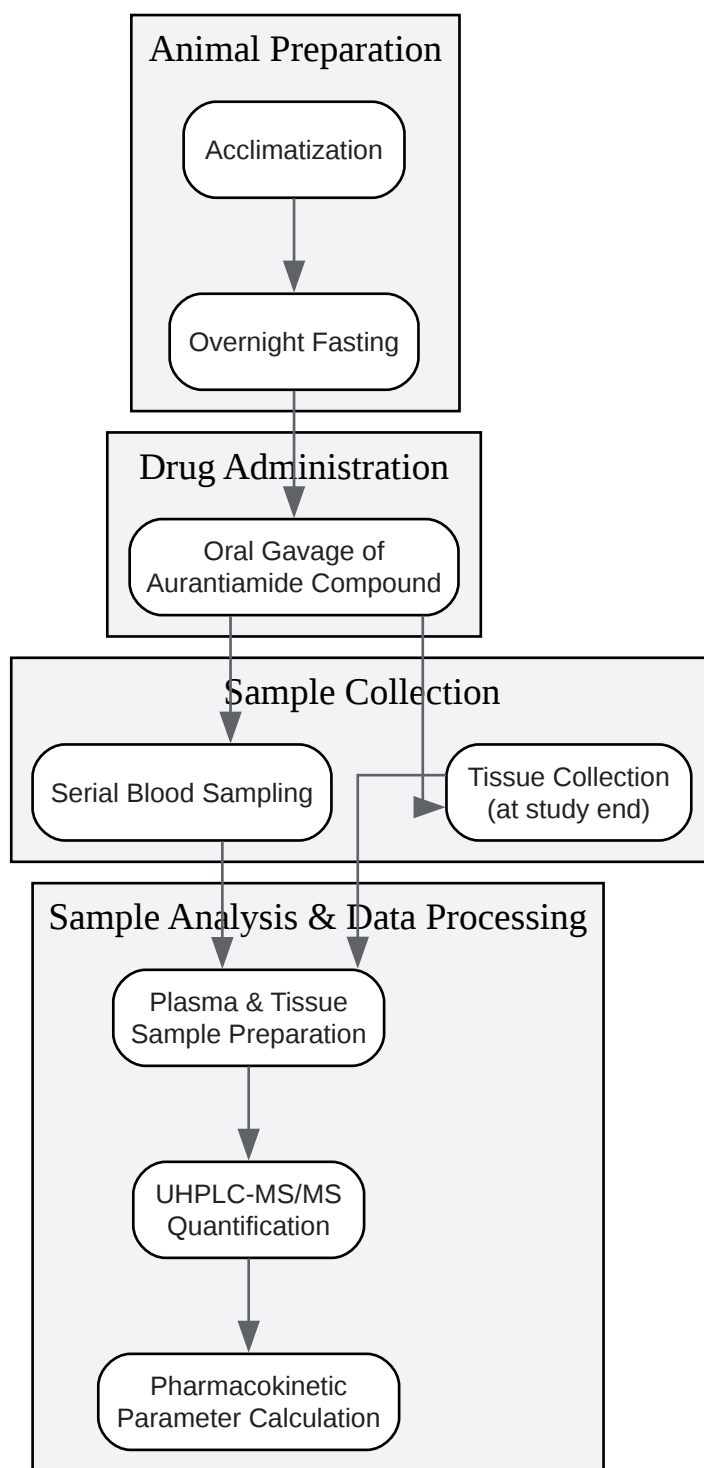 Animal Preparation
Acclimatization
Overnight Fasting
Drug Administration
Oral Gavage of
Aurantiamide Compound
Sample Collection
Serial Blood Sampling
Tissue Collection
(at study end)
Sample Analysis & Data Processing
Plasma & Tissue
Sample Preparation
UHPLC-MS/MS
Quantification
Pharmacokinetic
Parameter Calculation